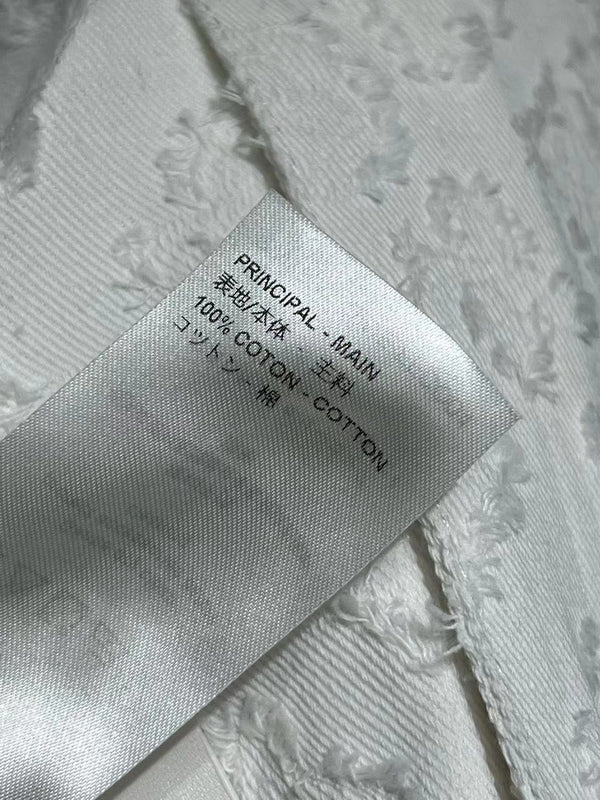 PRINCIPAL - MAIN
表地/本体 - 主料
100% COTON - COTTON
コットン - 棉